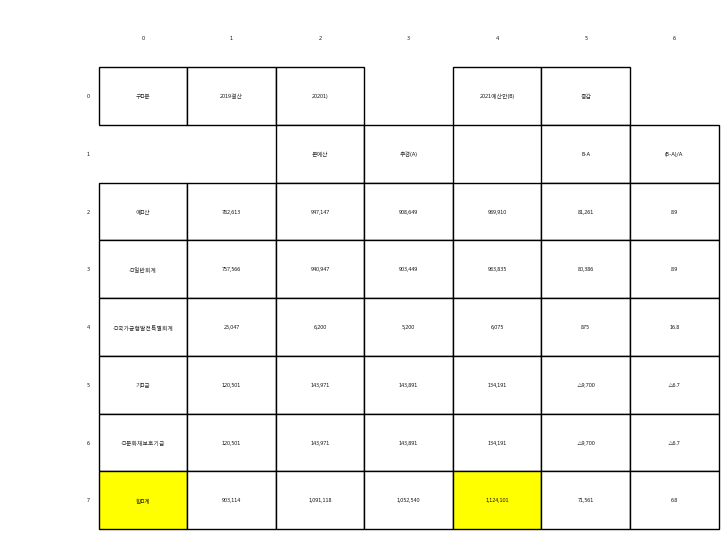 0 1 2 3 4 5 6
0 구□분 2019결산 20201) 2021예산안(B) 증감
1 본예산 추경(A) B-A (B-A)/A
2 예□산 782,613 947,147 908,649 989,910 81,261 8.9
3 □일반회계 757,566 940,947 903,449 983,835 80,386 8.9
4 □국가균형발전특별회계 25,047 6,200 5,200 6,075 875 16.8
5 기□금 120,501 143,971 143,891 134,191 △9,700 △6.7
6 □문화재보호기금 120,501 143,971 143,891 134,191 △9,700 △6.7
7 합□계 903,114 1,091,118 1,052,540 1,124,101 71,561 6.8